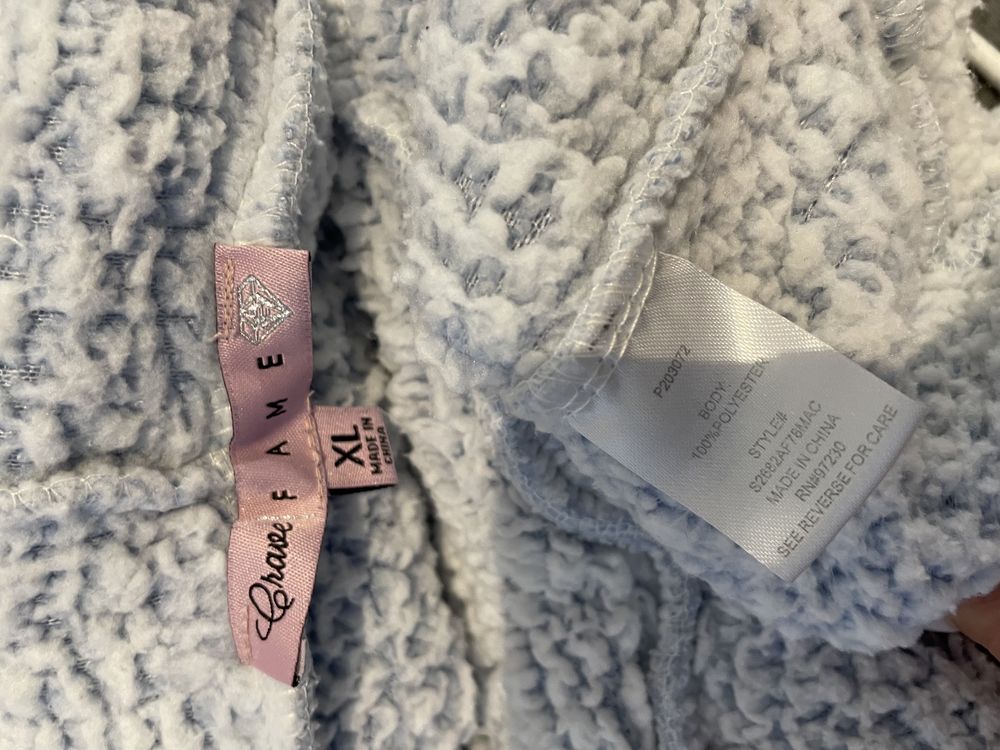 Crave FAME
XL
MADE IN
CHINA
P203072
BODY:
100%POLYESTER
STYLE#
S2682AF78MAC
MADE IN CHINA
RN#97230
SEE REVERSE FOR CARE